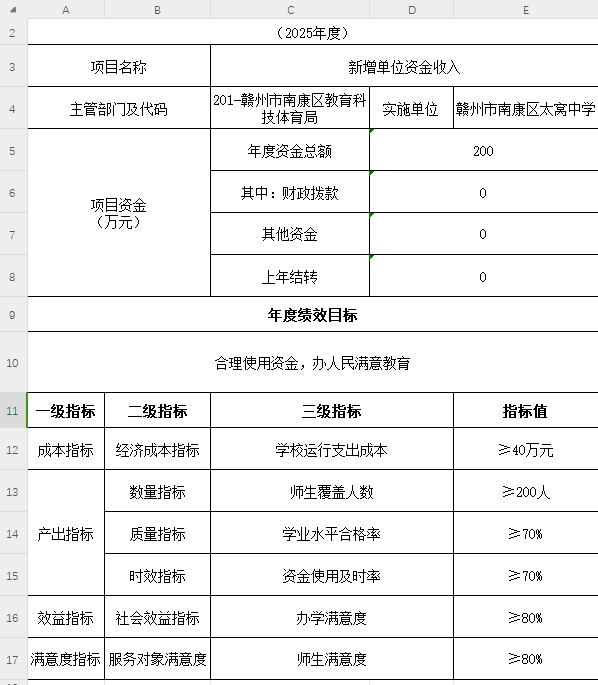 A B C D E
2 （2025年度）
3 项目名称 新增单位资金收入
4 主管部门及代码 201-赣州市南康区教育科
技体育局 实施单位 赣州市南康区太窝中学
5 年度资金总额 200
项目资金
（万元）
6 其中：财政拨款 0
7 其他资金 0
8 上年结转 0
9 年度绩效目标
10 合理使用资金，办人民满意教育
11 一级指标 二级指标 三级指标 指标值
12 成本指标 经济成本指标 学校运行支出成本 ≥40万元
13 数量指标 师生覆盖人数 ≥200人
14 产出指标 质量指标 学业水平合格率 ≥70%
15 时效指标 资金使用及时率 ≥70%
16 效益指标 社会效益指标 办学满意度 ≥80%
17 满意度指标 服务对象满意度 师生满意度 ≥80%